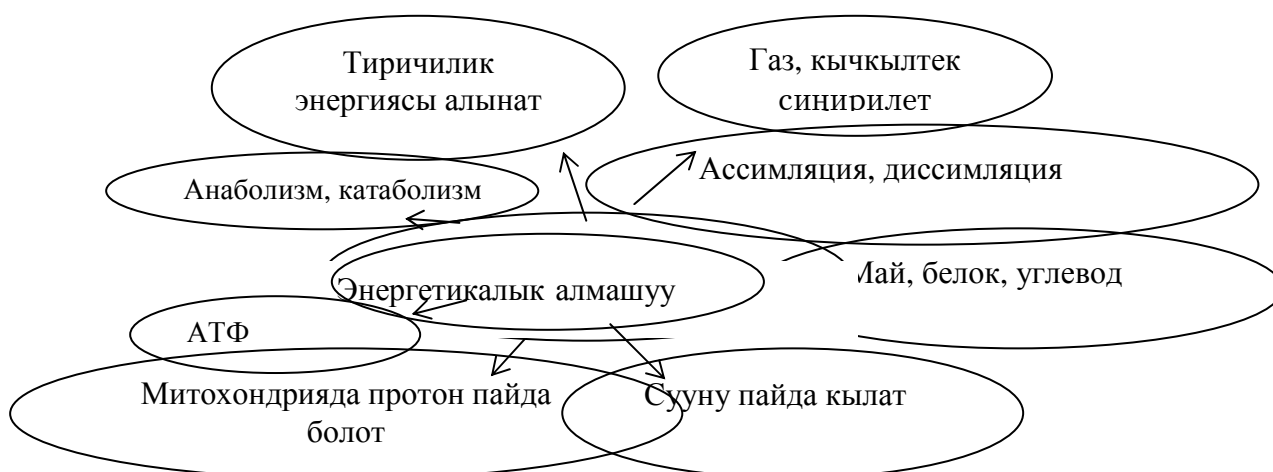 Тиричилик
энергиясы алынат
Газ, кычкылтек
сиңирилет
Ассимляция, диссимляция
Анаболизм, катаболизм
Май, белок, углевод
Энергетикалык алмашуу
АТФ
Митохондрияда протон пайда
болот
Сууну пайда кылат